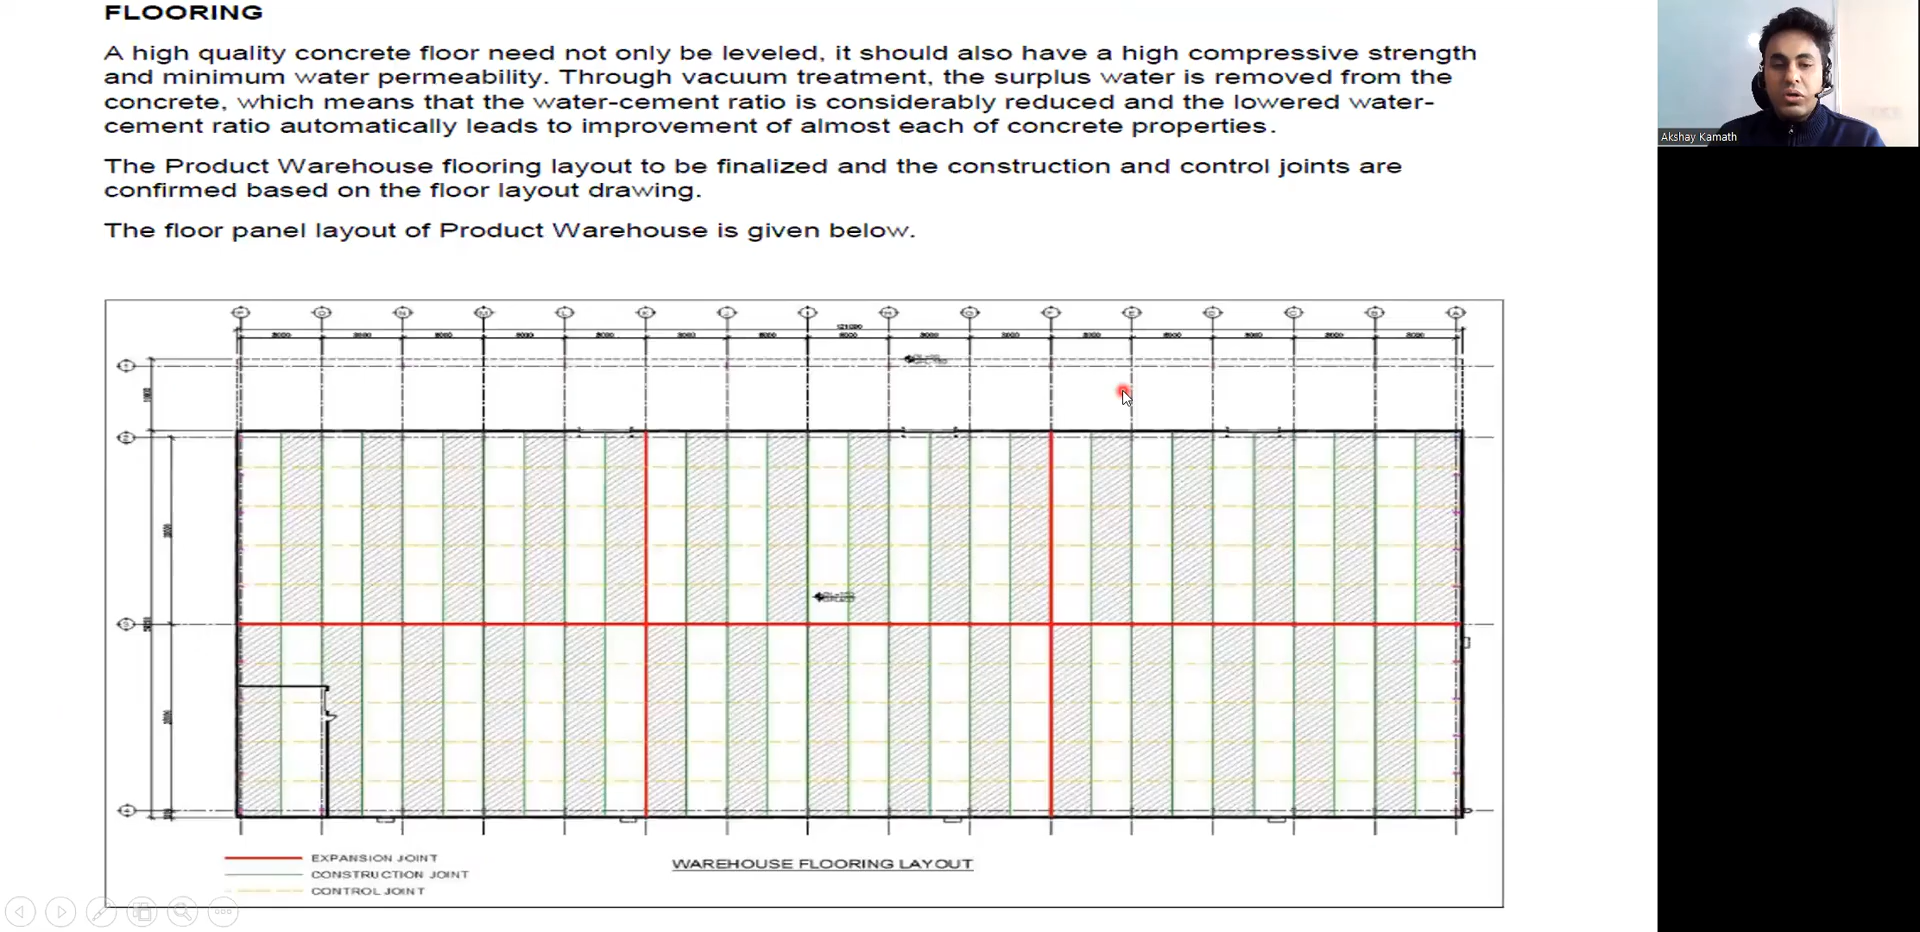 FLOORING
A high quality concrete floor need not only be leveled, it should also have a high compressive strength
and minimum water permeability. Through vacuum treatment, the surplus water is removed from the
concrete, which means that the water-cement ratio is considerably reduced and the lowered water-
cement ratio automatically leads to improvement of almost each of concrete properties.
The Product Warehouse flooring layout to be finalized and the construction and control joints are
confirmed based on the floor layout drawing.
The floor panel layout of Product Warehouse is given below.
Akshay Kamath
EXPANSION JOINT
CONSTRUCTION JOINT
CONTROL JOINT
WAREHOUSE FLOORING LAYOUT